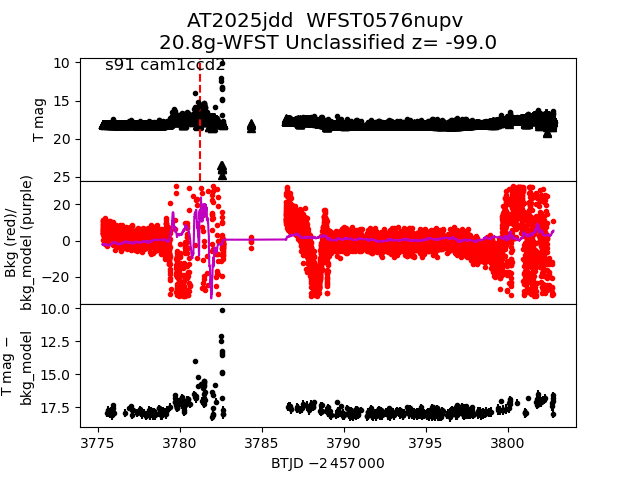 AT2025jdd  WFST0576nupv
20.8g-WFST Unclassified z= -99.0
s91 cam1ccd2
10
15
20
25
T mag
20
0
−20
Bkg (red)/
bkg_model (purple)
10.0
12.5
15.0
17.5
T mag −
bkg_model
3775
3780
3785
3790
3795
3800
BTJD −2 457 000